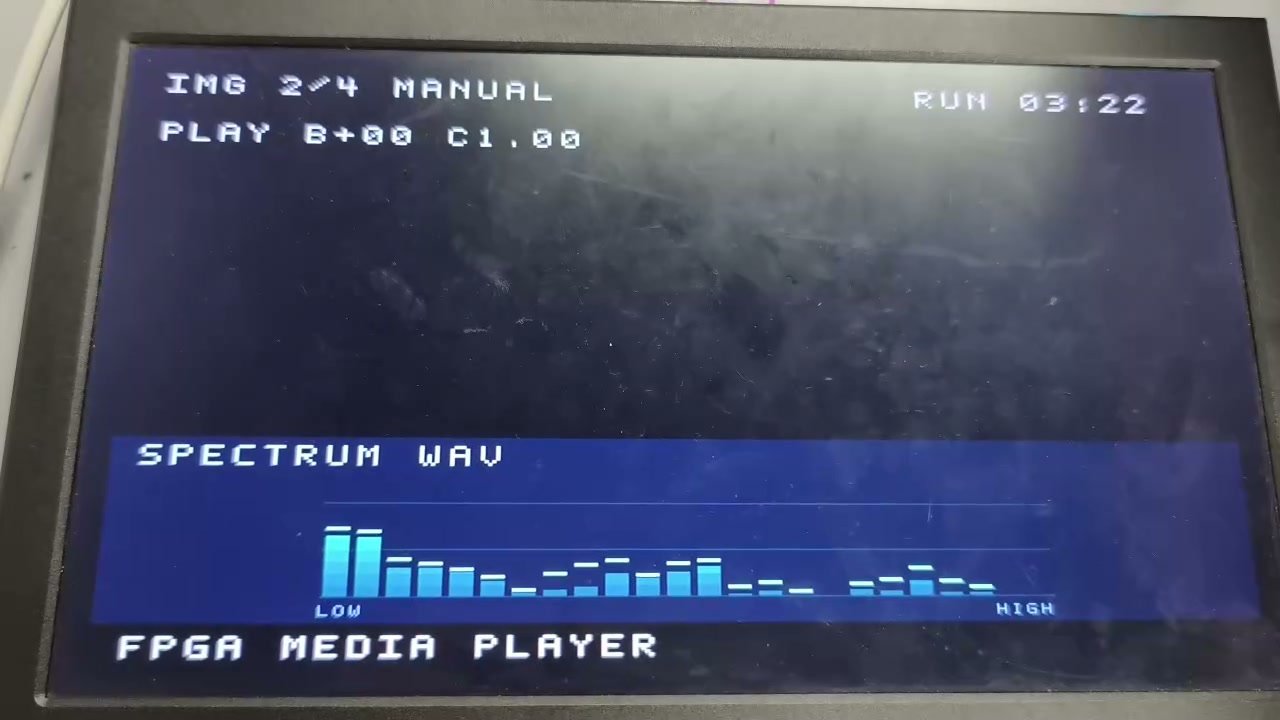 IMG 2/4 MANUAL
RUN 03:22
PLAY B+00 C1.00
SPECTRUM WAV
LOW
HIGH
FPGA MEDIA PLAYER